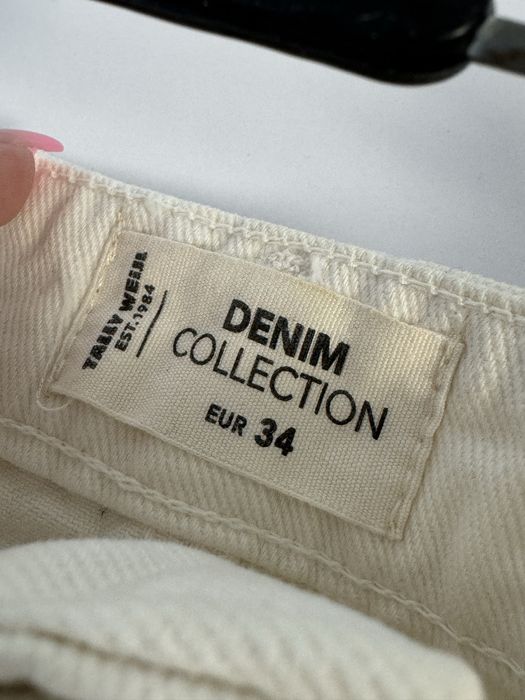 TALLY WEiJL
EST.1984
DENIM
COLLECTION
EUR 34